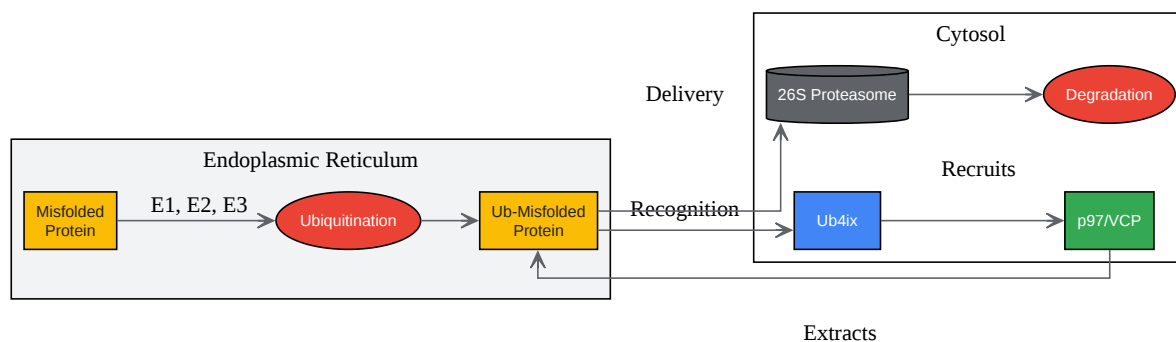 Cytosol
Delivery
26S Proteasome
Degradation
Endoplasmic Reticulum
Misfolded
Protein
E1, E2, E3
Ubiquitination
Ub-Misfolded
Protein
Recognition
Ub4ix
Recruits
p97/VCP
Extracts